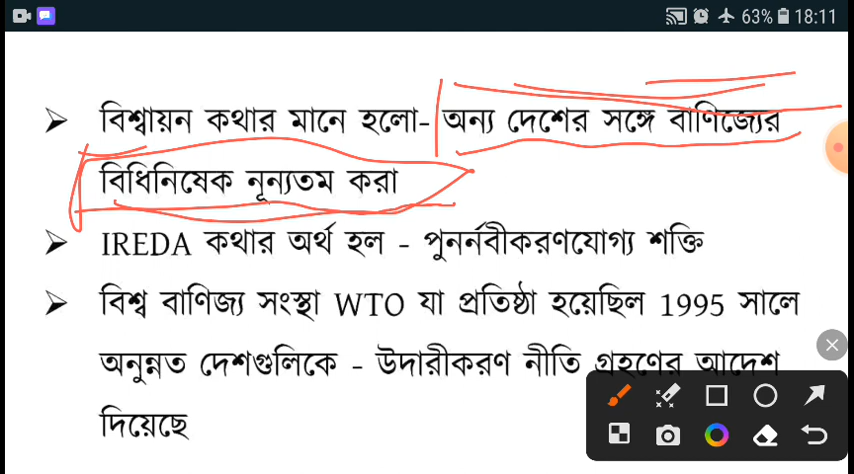 63% 18:11
➤ বিশ্বায়ন কথার মানে হলো- অন্য দেশের সঙ্গে বাণিজ্যের
বিধিনিষেক নূন্যতম করা
➤ IREDA কথার অর্থ হল - পুনর্নবীকরণযোগ্য শক্তি
➤ বিশ্ব বাণিজ্য সংস্থা WTO যা প্রতিষ্ঠা হয়েছিল 1995 সালে
অনুন্নত দেশগুলিকে - উদারীকরণ নীতি গ্রহণের আদেশ
দিয়েছে